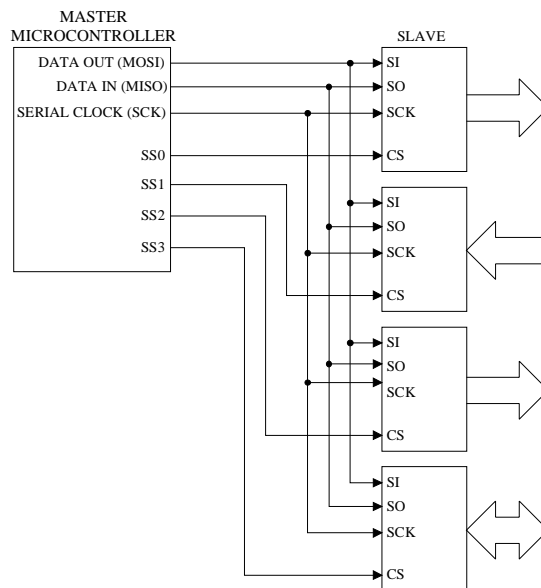 MASTER
MICROCONTROLLER
DATA OUT (MOSI)
DATA IN (MISO)
SERIAL CLOCK (SCK)
SS0
SS1
SS2
SS3
SLAVE
SI
SO
SCK
CS
SI
SO
SCK
CS
SI
SO
SCK
CS
SI
SO
SCK
CS